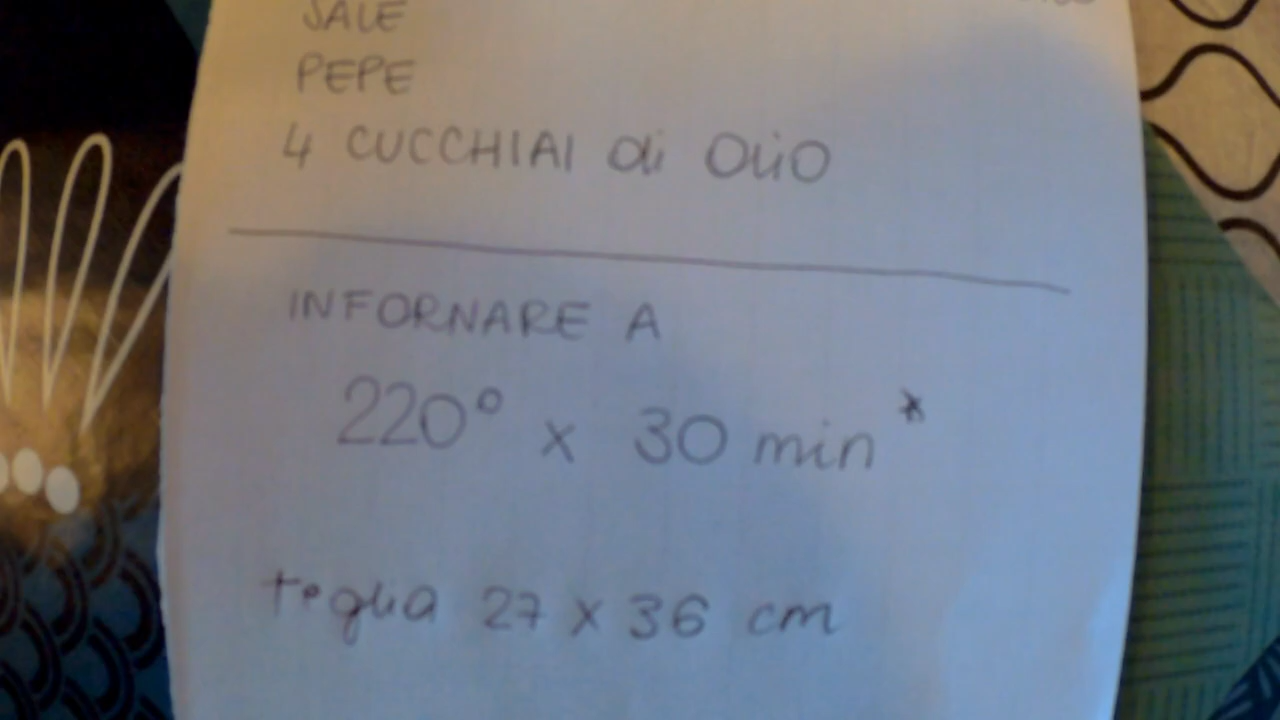 SALE
PEPE
4 CUCCHIAI di Olio
INFORNARE A
220° x 30 min *
teglia 27 x 36 cm